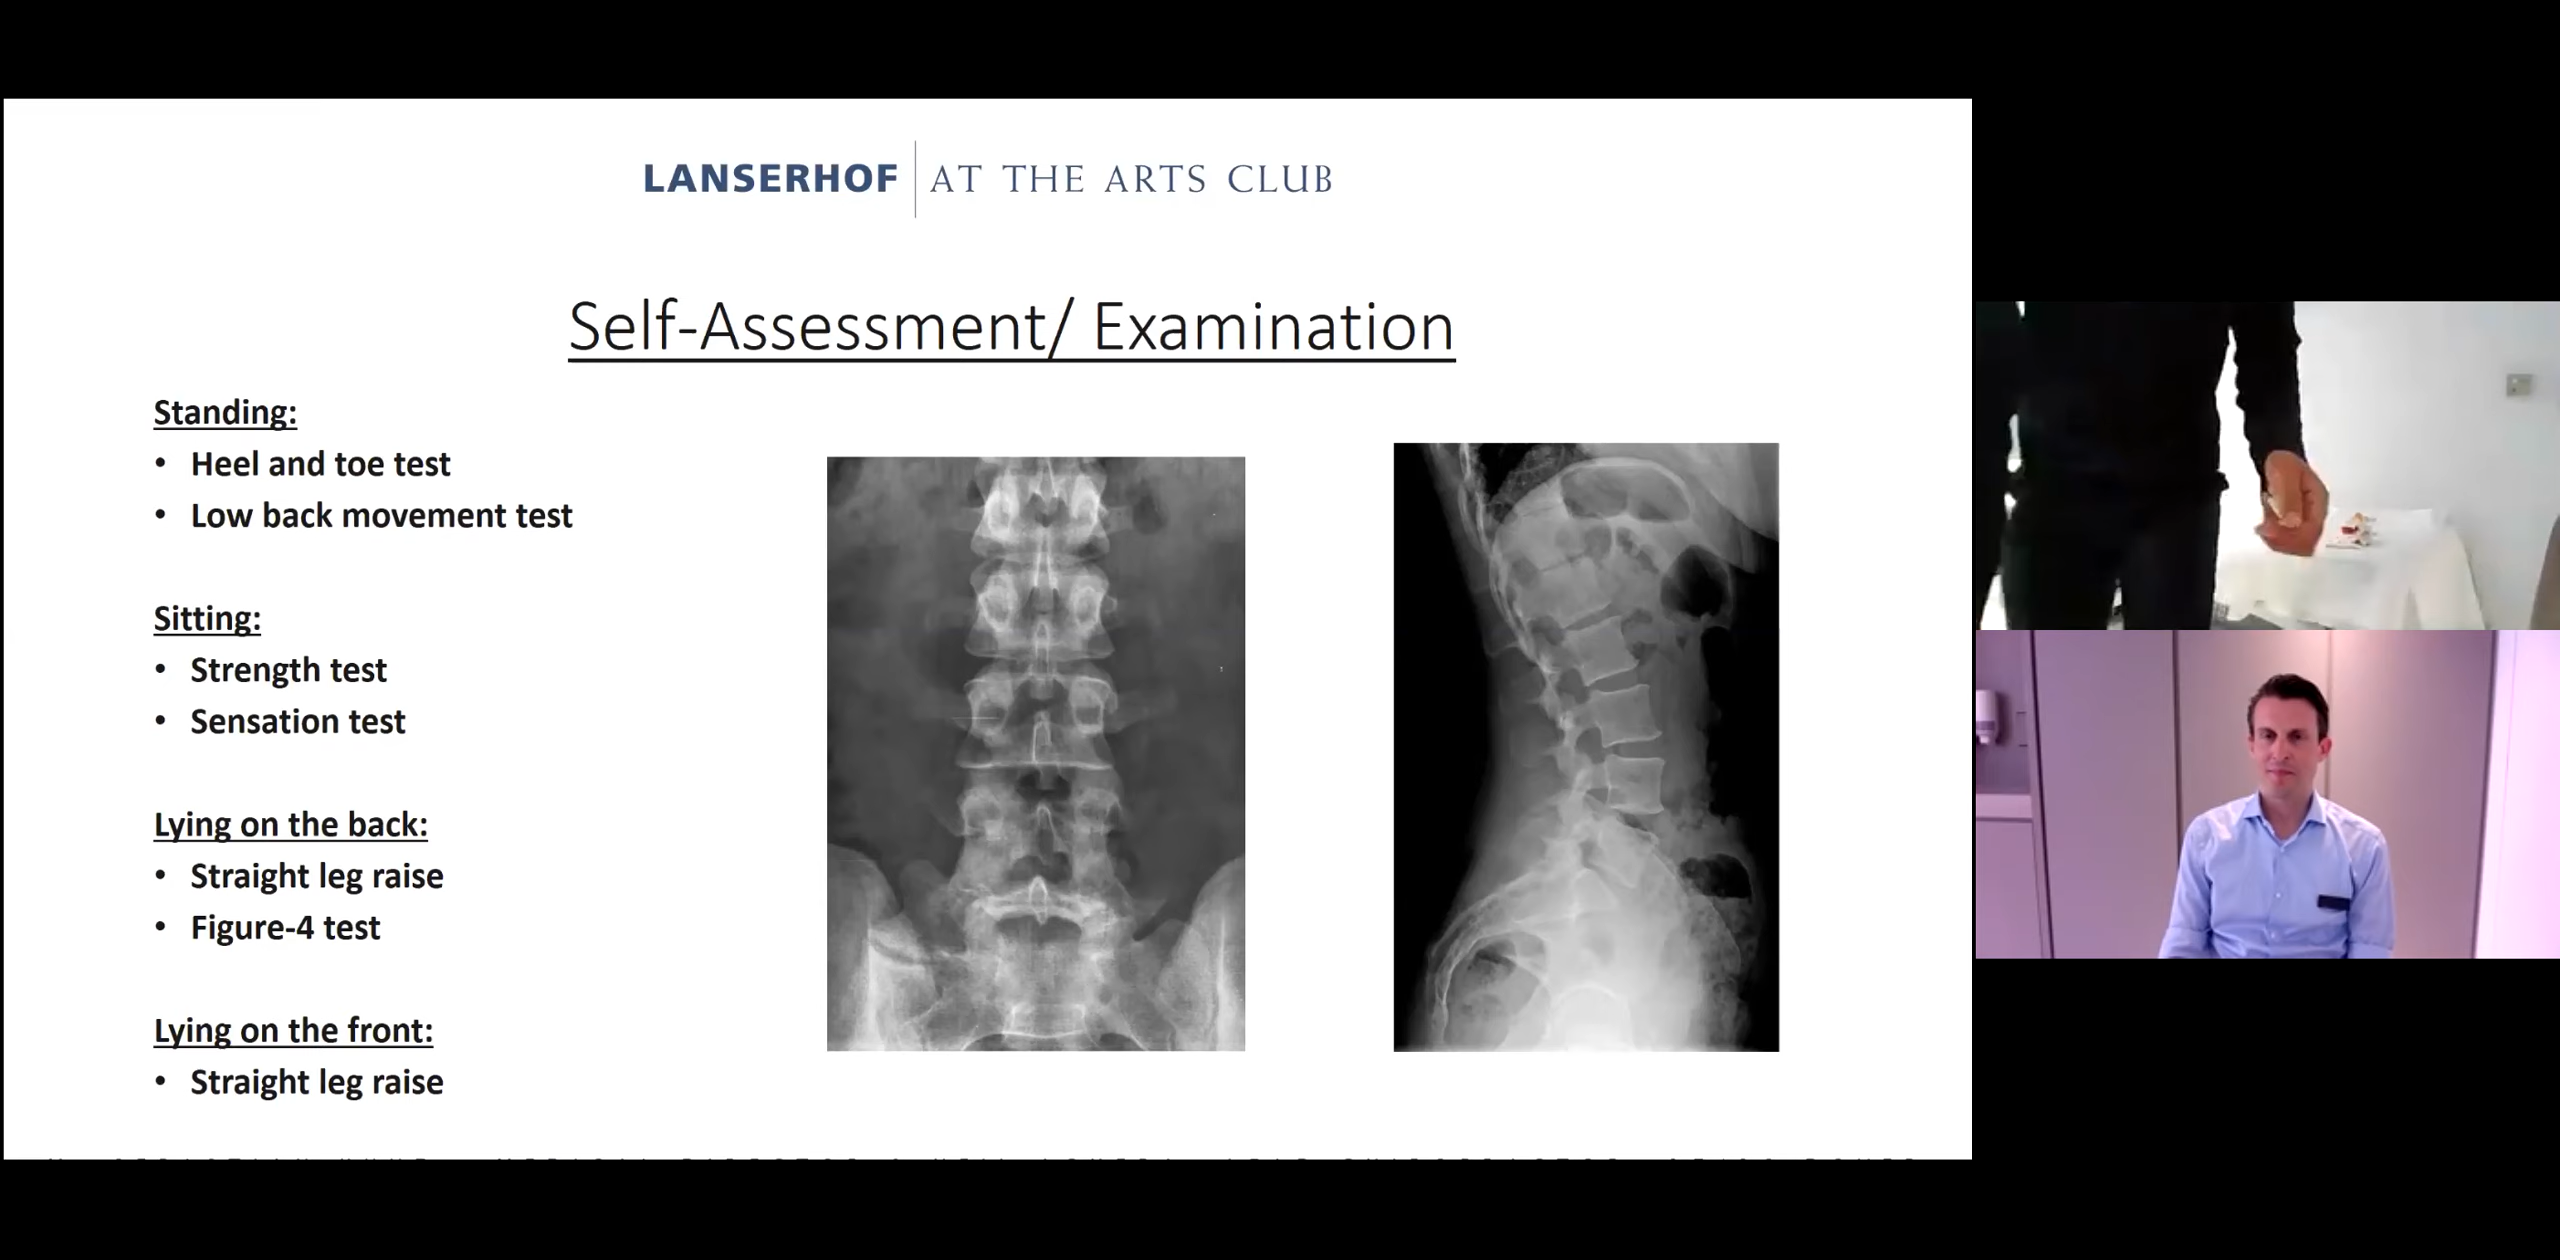 LANSERHOF AT THE ARTS CLUB
Self-Assessment/ Examination
Standing:
• Heel and toe test
• Low back movement test
Sitting:
• Strength test
• Sensation test
Lying on the back:
• Straight leg raise
• Figure-4 test
Lying on the front:
• Straight leg raise